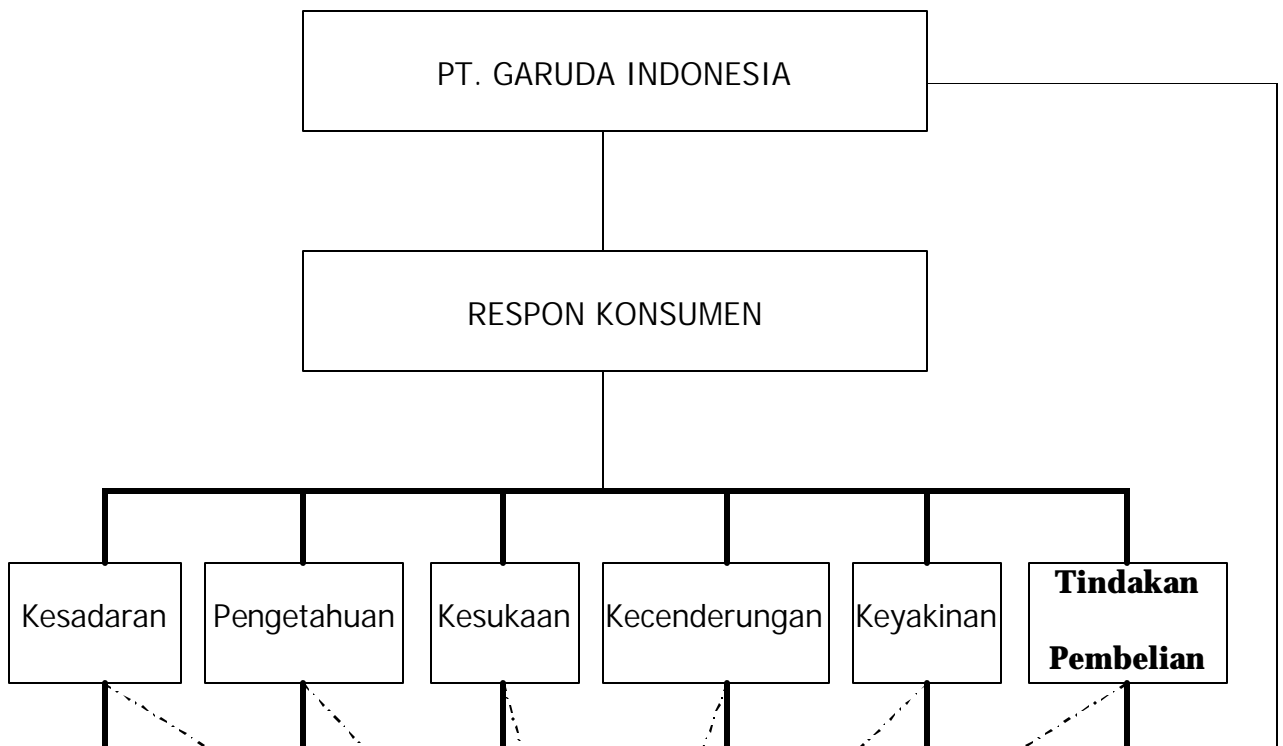 PT. GARUDA INDONESIA
RESPON KONSUMEN
Kesadaran
Pengetahuan
Kesukaan
Kecenderungan
Keyakinan
Tindakan
Pembelian